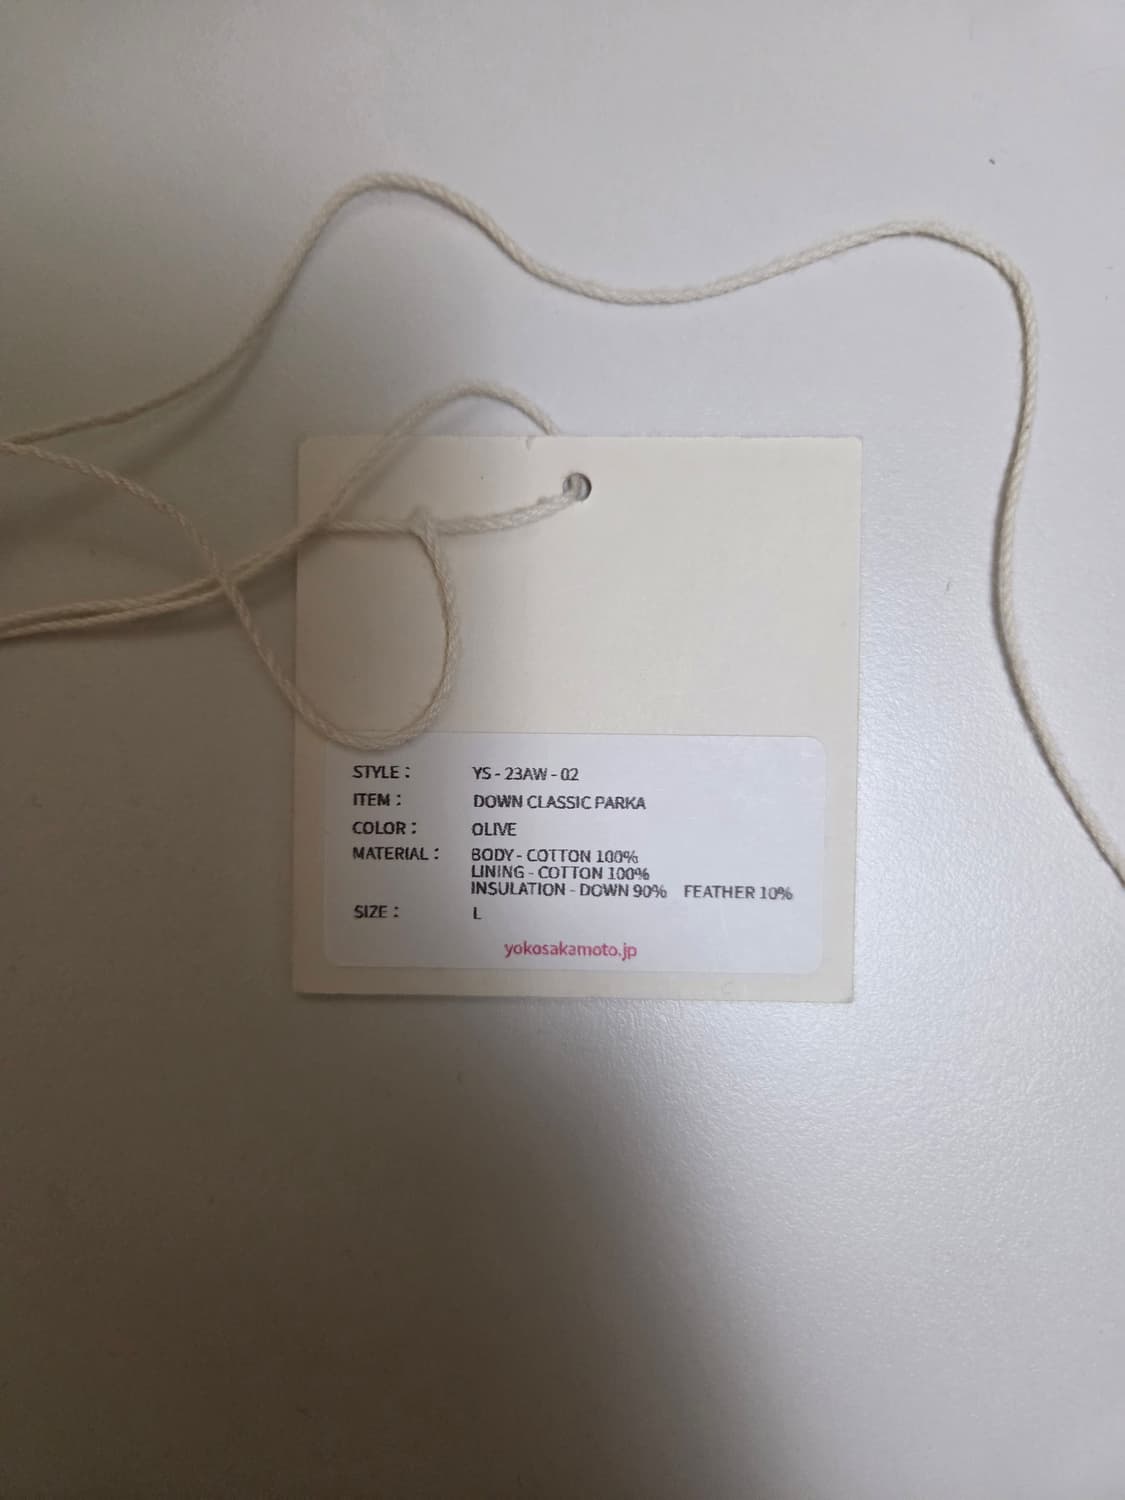 STYLE : YS - 23AW - 02
ITEM : DOWN CLASSIC PARKA
COLOR : OLIVE
MATERIAL : BODY - COTTON 100%
LINING - COTTON 100%
INSULATION - DOWN 90% FEATHER 10%
SIZE : L
yokosakamoto.jp